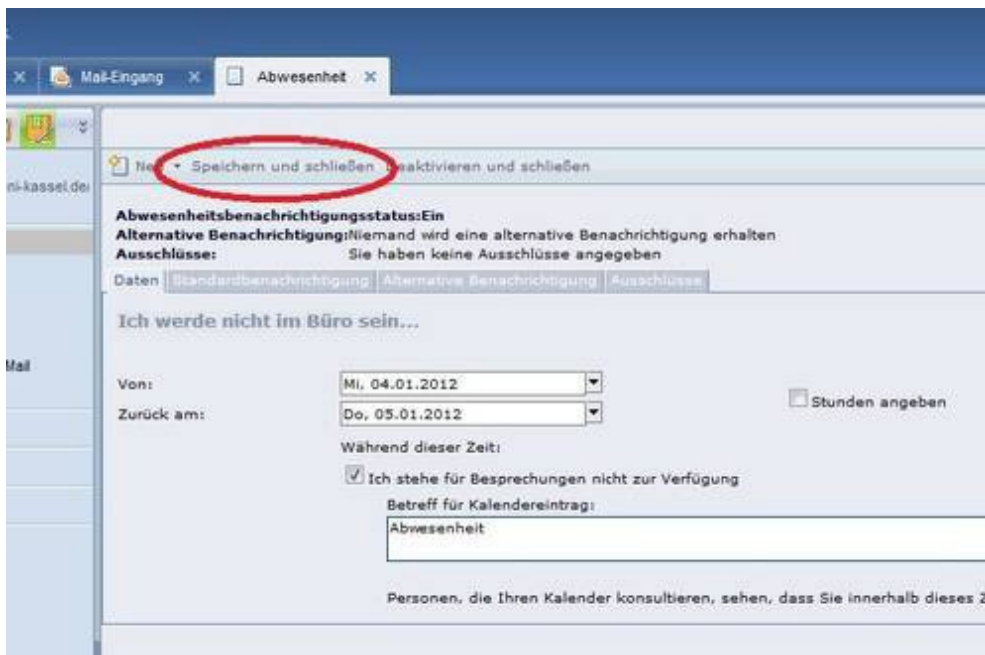 Mail-Eingang Abwesenheit
Speichern und schließen Deaktivieren und schließen
ni-kassel.de
Abwesenheitsbenachrichtigungsstatus:Ein
Alternative Benachrichtigung:Niemand wird eine alternative Benachrichtigung erhalten
Ausschlüsse: Sie haben keine Ausschlüsse angegeben
Daten Standardbenachrichtigung Alternative Benachrichtigung Ausschlüsse
Ich werde nicht im Büro sein...
Mail
Von: Mi, 04.01.2012
Stunden angeben
Zurück am: Do, 05.01.2012
Während dieser Zeit:
Ich stehe für Besprechungen nicht zur Verfügung
Betreff für Kalendereintrag:
Abwesenheit
Personen, die Ihren Kalender konsultieren, sehen, dass Sie innerhalb dieses